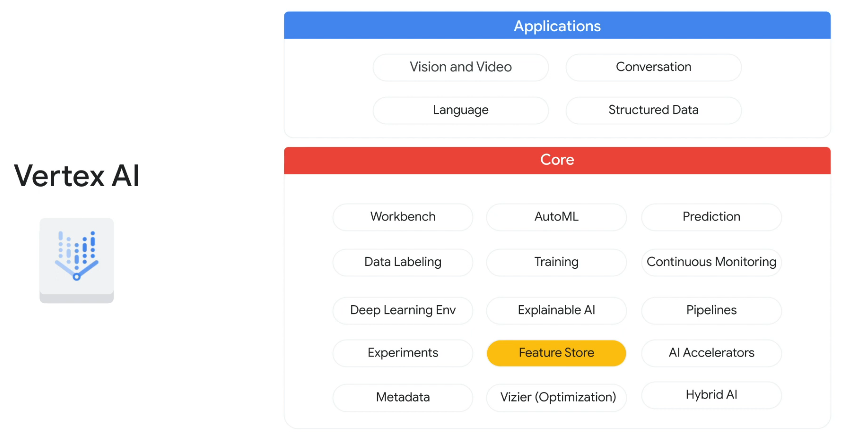 Vertex AI
Applications
Vision and Video
Conversation
Language
Structured Data
Core
Workbench
AutoML
Prediction
Data Labeling
Training
Continuous Monitoring
Deep Learning Env
Explainable AI
Pipelines
Experiments
Feature Store
AI Accelerators
Metadata
Vizier (Optimization)
Hybrid AI